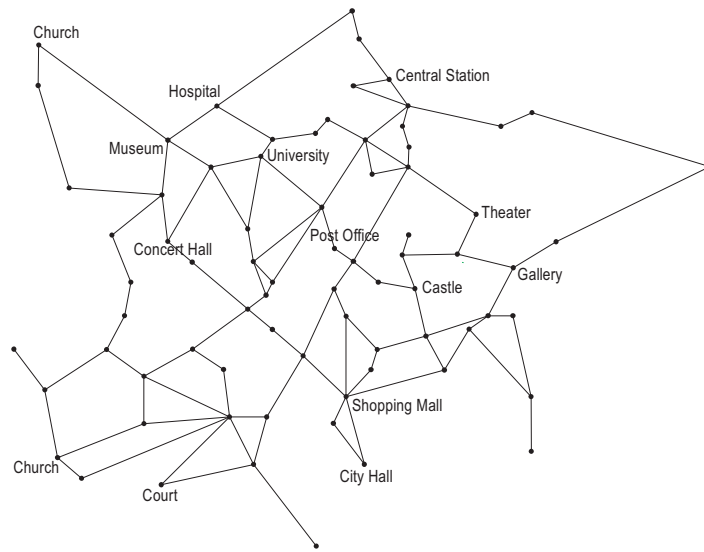 Church
Central Station
Hospital
Museum
University
Theater
Post Office
Concert Hall
Gallery
Castle
Shopping Mall
Church
City Hall
Court